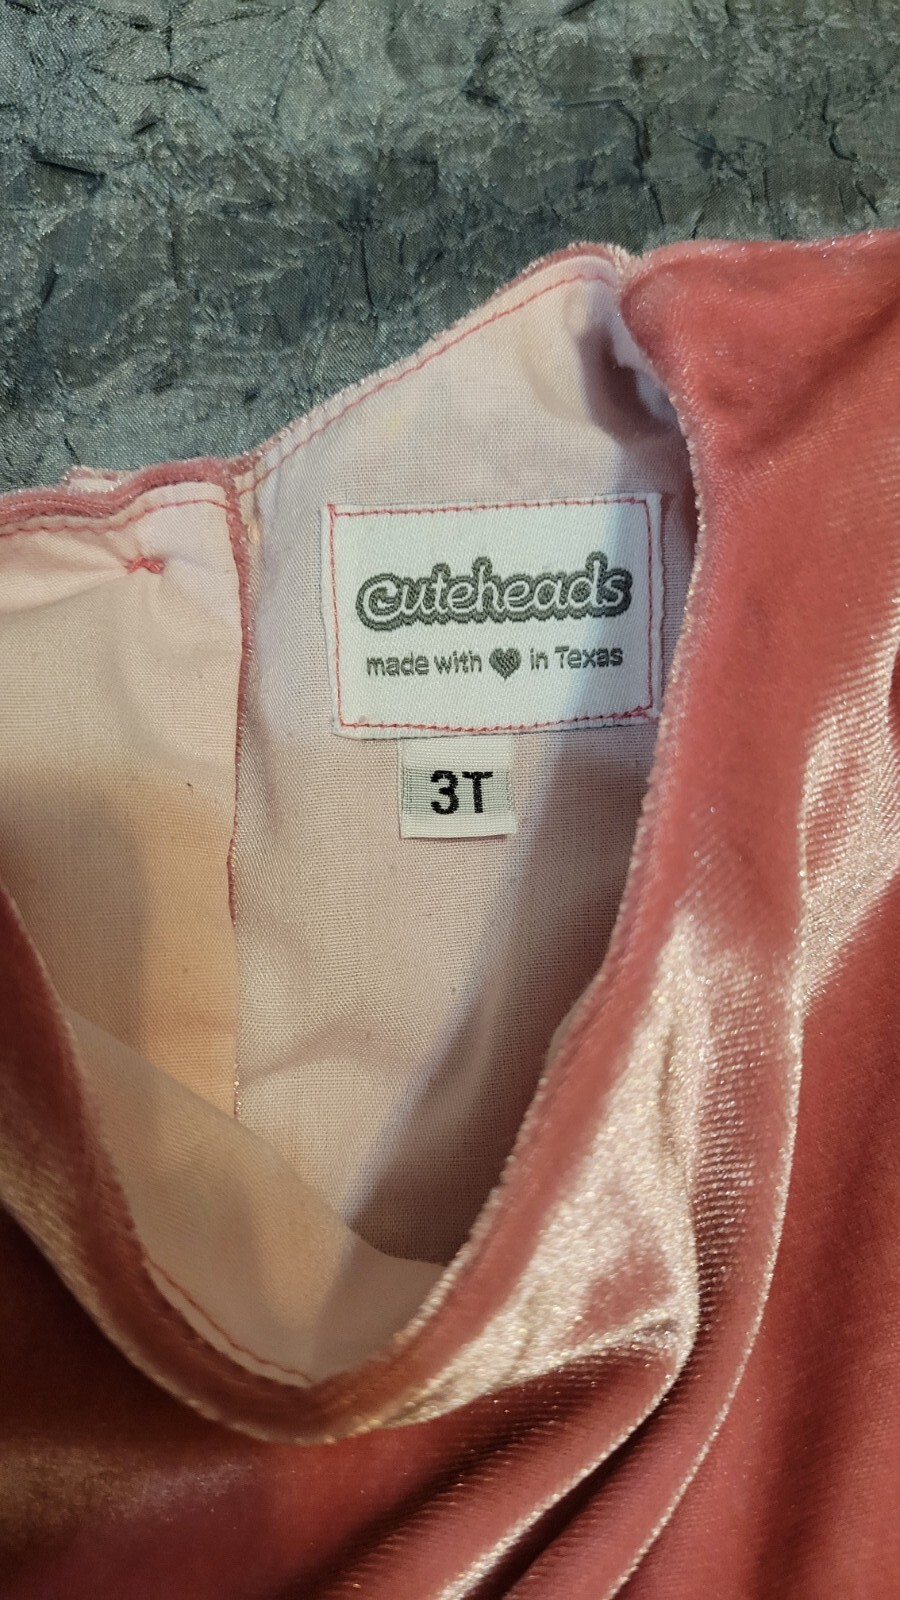 Cuteheads
made with ♥ in Texas
3T